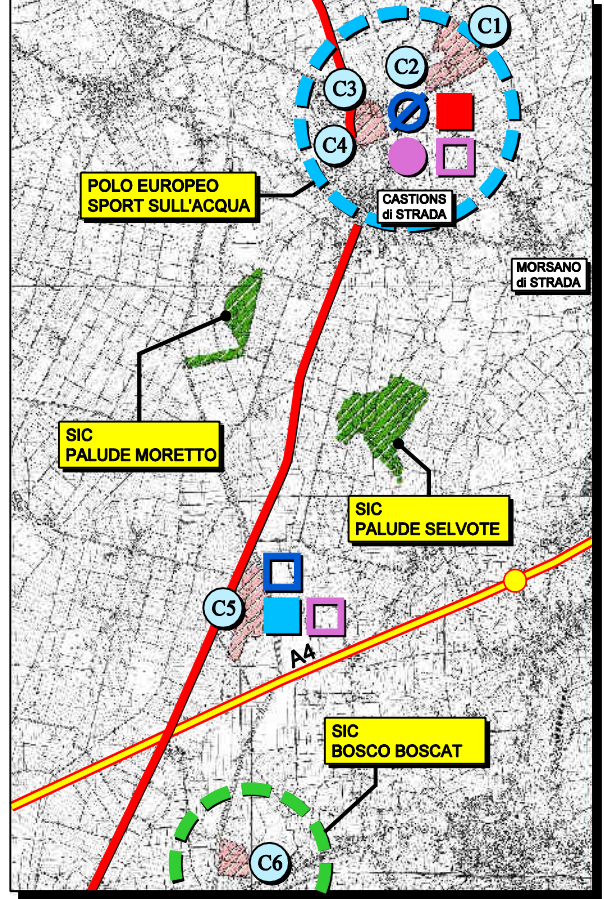 C1
C2
C3
C4
POLO EUROPEO
SPORT SULL'ACQUA
CASTIONS
di STRADA
MORSANO
di STRADA
SIC
PALUDE MORETTO
SIC
PALUDE SELVOTE
C5
A4
SIC
BOSCO BOSCAT
C6